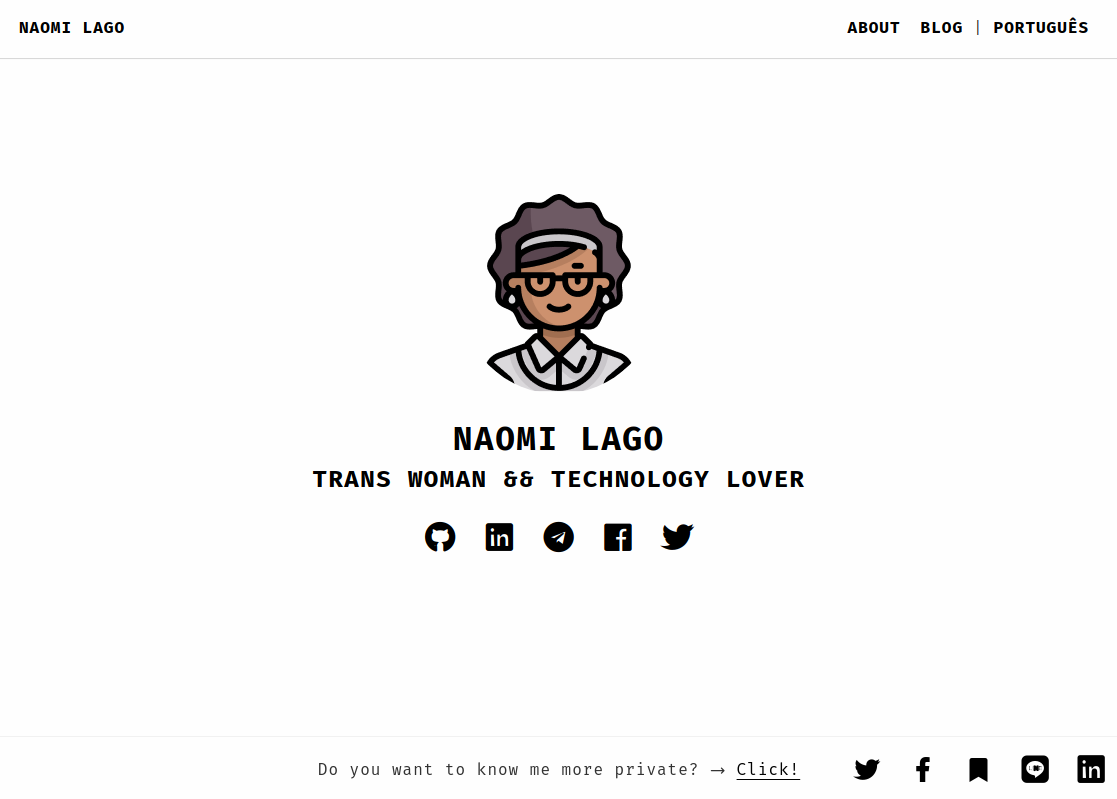 NAOMI LAGO
ABOUT BLOG | PORTUGUÊS
NAOMI LAGO
TRANS WOMAN && TECHNOLOGY LOVER
Do you want to know me more private? → Click!